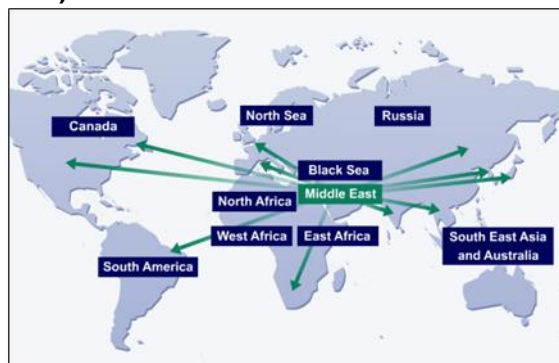 North Sea
Russia
Canada
Black Sea
Middle East
North Africa
West Africa
East Africa
South East Asia
and Australia
South America